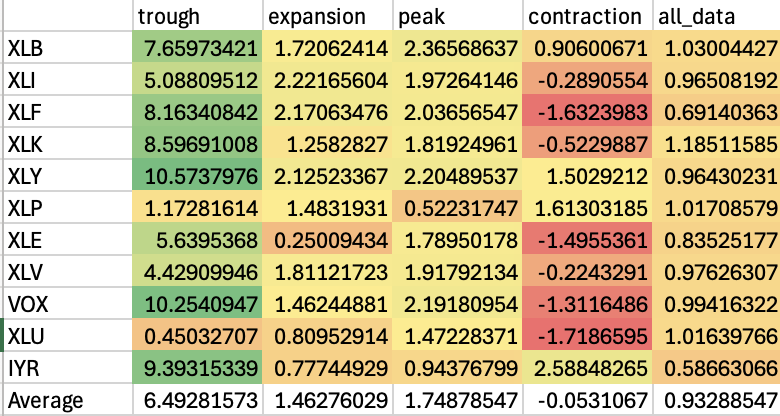 trough expansion peak contraction all_data
XLB 7.65973421 1.72062414 2.36568637 0.90600671 1.03004427
XLI 5.08809512 2.22165604 1.97264146 -0.2890554 0.96508192
XLF 8.16340842 2.17063476 2.03656547 -1.6323983 0.69140363
XLK 8.59691008 1.2582827 1.81924961 -0.5229887 1.18511585
XLY 10.5737976 2.12523367 2.20489537 1.5029212 0.96430231
XLP 1.17281614 1.4831931 0.52231747 1.61303185 1.01708579
XLE 5.6395368 0.25009434 1.78950178 -1.4955361 0.83525177
XLV 4.42909946 1.81121723 1.91792134 -0.2243291 0.97626307
VOX 10.2540947 1.46244881 2.19180954 -1.3116486 0.99416322
XLU 0.45032707 0.80952914 1.47228371 -1.7186595 1.01639766
IYR 9.39315339 0.77744929 0.94376799 2.58848265 0.58663066
Average 6.49281573 1.46276029 1.74878547 -0.0531067 0.93288547